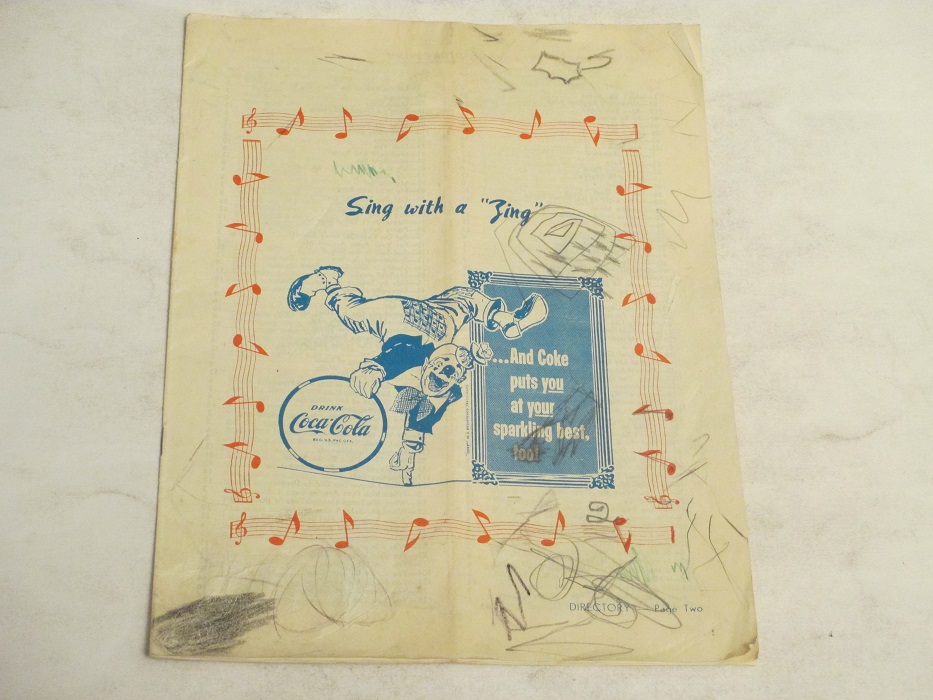 Sing with a "Zing"
...And Coke
puts you
at your
sparkling best,
too!
DRINK
Coca-Cola
REG. U.S. PAT. OFF.
DIRECTORY — Page Two